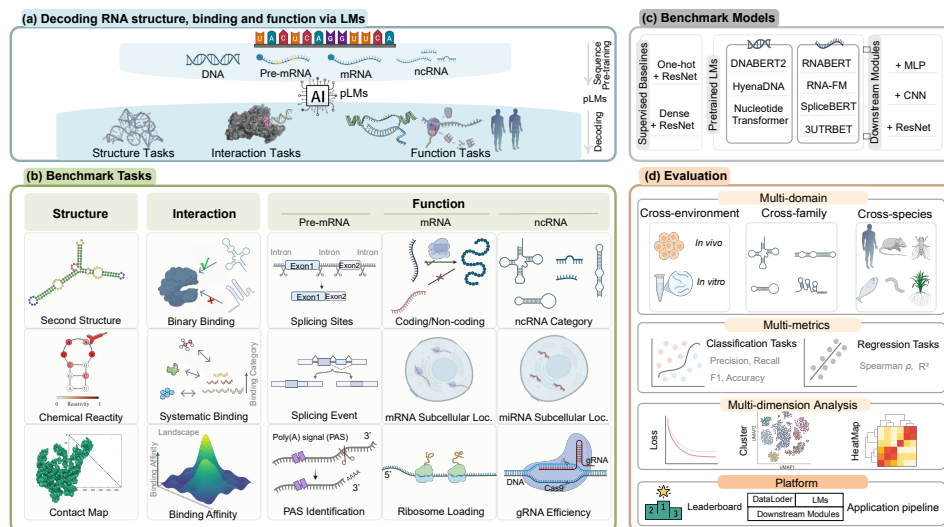 (a) Decoding RNA structure, binding and function via LMs
U A C U C A G G U U C A
DNA
Pre-mRNA
mRNA
ncRNA
Sequence
Pre-training
AI
pLMs
pLMs
Decoding
Structure Tasks
Interaction Tasks
Function Tasks
(c) Benchmark Models
Supervised Baselines
One-hot
+ ResNet
Dense
+ ResNet
Pretrained LMs
DNABERT2
HyenaDNA
Nucleotide
Transformer
RNABERT
RNA-FM
SpliceBERT
3UTRBET
Downstream Modules
+ MLP
+ CNN
+ ResNet
(b) Benchmark Tasks
Structure
Interaction
Function
Pre-mRNA
mRNA
ncRNA
Second Structure
Binary Binding
Intron
Intron
Intron
Exon1
Exon2
Exon1
Exon2
Splicing Sites
Coding/Non-coding
ncRNA Category
0
Reactivity
1
Chemical Reactity
Binding Category
Systematic Binding
Splicing Event
mRNA Subcellular Loc.
miRNA Subcellular Loc.
Contact Map
Landscape
Binding Affinity
Binding Affinity
Poly(A) signal (PAS)
3′
AAAA
3′
PAS Identification
5′
Ribosome Loading
gRNA
DNA
Cas9
gRNA Efficiency
(d) Evaluation
Multi-domain
Cross-environment
Cross-family
Cross-species
In vivo
In vitro
Multi-metrics
Classification Tasks
Precision, Recall
F1, Accuracy
Regression Tasks
Spearman ρ, R²
Multi-dimension Analysis
Loss
Cluster
UMAP2
UMAP1
HeatMap
Platform
2 1 3
Leaderboard
DataLoder
LMs
Downstream Modules
Application pipeline